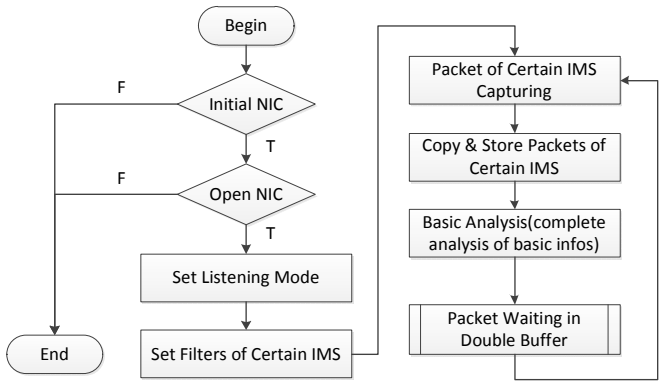 Begin
F
Initial NIC
T
F
Open NIC
T
Set Listening Mode
End
Set Filters of Certain IMS
Packet of Certain IMS
Capturing
Copy & Store Packets of
Certain IMS
Basic Analysis(complete
analysis of basic infos)
Packet Waiting in
Double Buffer